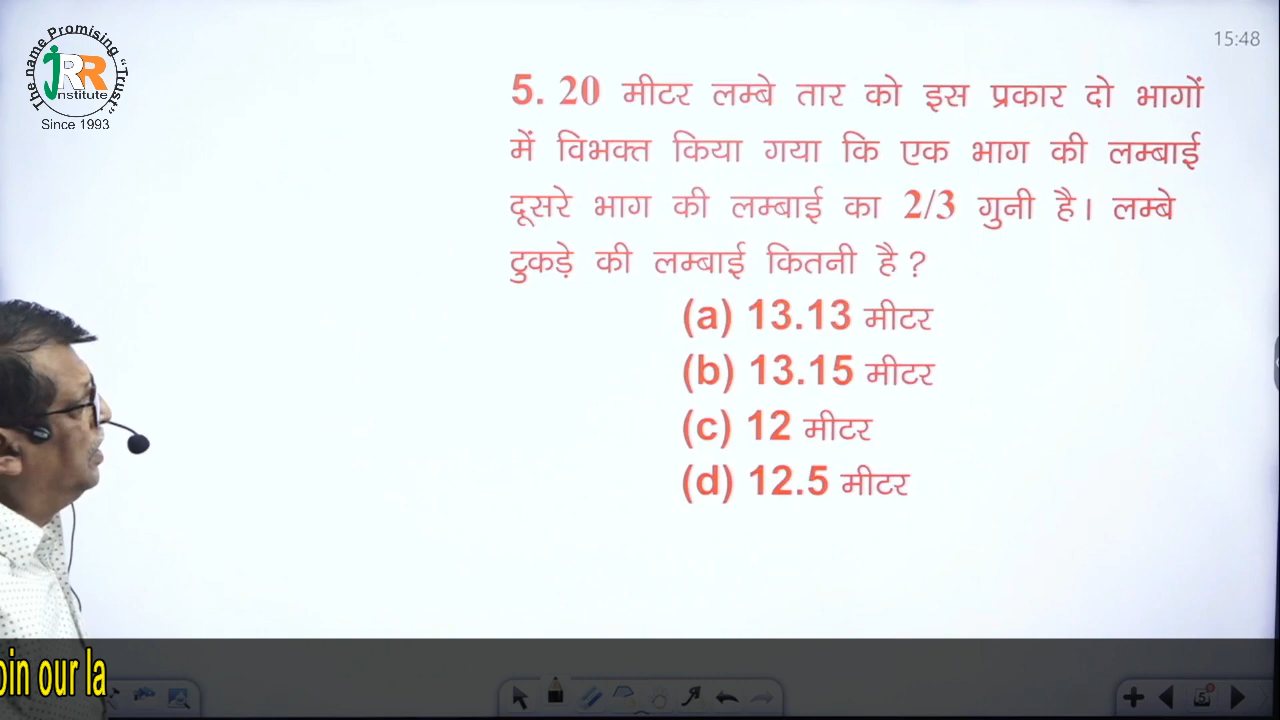 The name Promising "Trust"
JRR
institute
Since 1993
15:48
5. 20 मीटर लम्बे तार को इस प्रकार दो भागों
में विभक्त किया गया कि एक भाग की लम्बाई
दूसरे भाग की लम्बाई का 2/3 गुनी है। लम्बे
टुकड़े की लम्बाई कितनी है ?
(a) 13.13 मीटर
(b) 13.15 मीटर
(c) 12 मीटर
(d) 12.5 मीटर
oin our la
5